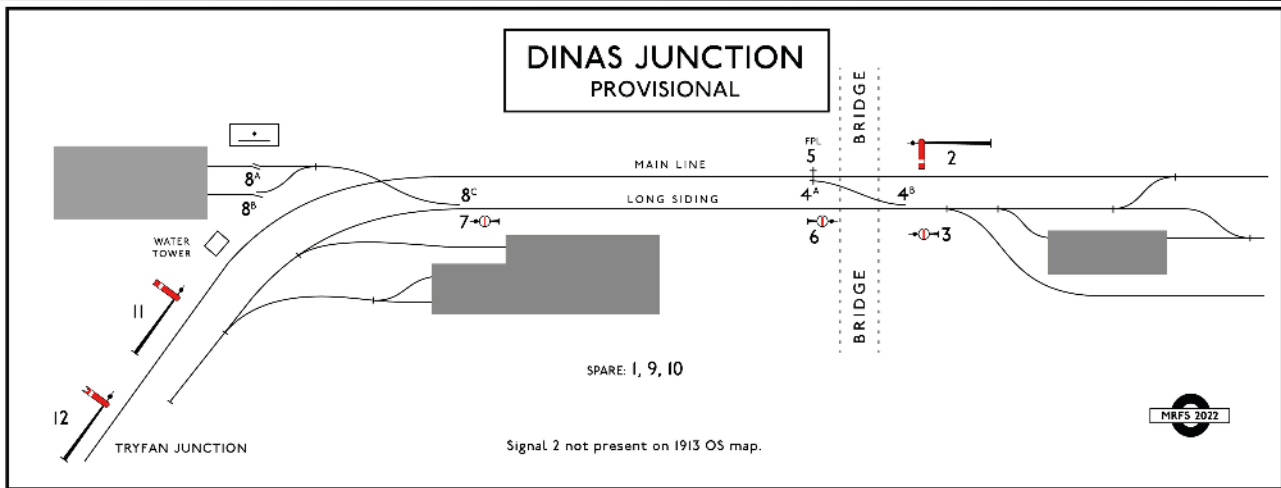 DINAS JUNCTION
PROVISIONAL
BRIDGE
FPL
5
2
MAIN LINE
8A
8B
8C
4A
4B
LONG SIDING
7
6
3
WATER
TOWER
11
BRIDGE
SPARE: 1, 9, 10
12
MRFS 2022
TRYFAN JUNCTION
Signal 2 not present on 1913 OS map.